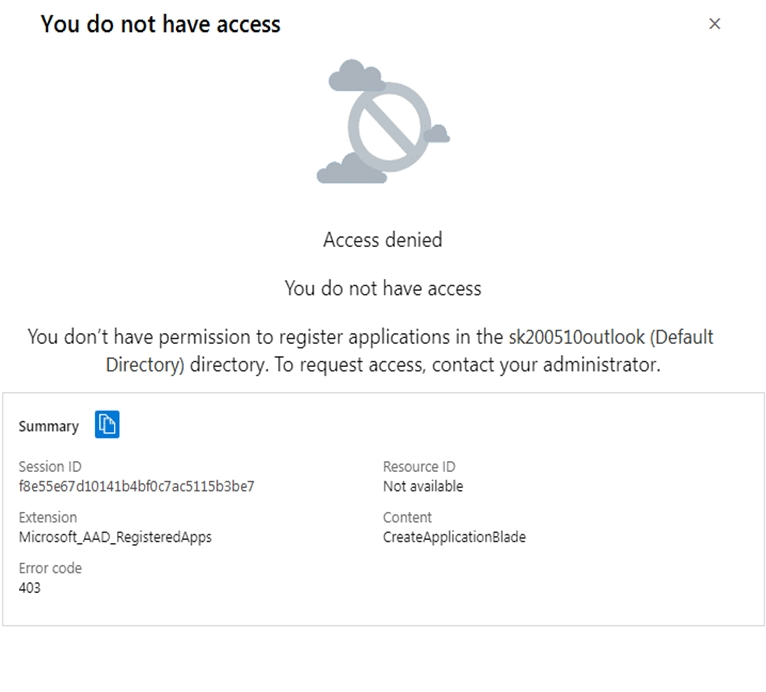 You do not have access
Access denied
You do not have access
You don’t have permission to register applications in the sk200510outlook (Default
Directory) directory. To request access, contact your administrator.
Summary
Session ID
f8e55e67d10141b4bf0c7ac5115b3be7
Resource ID
Not available
Extension
Microsoft_AAD_RegisteredApps
Content
CreateApplicationBlade
Error code
403